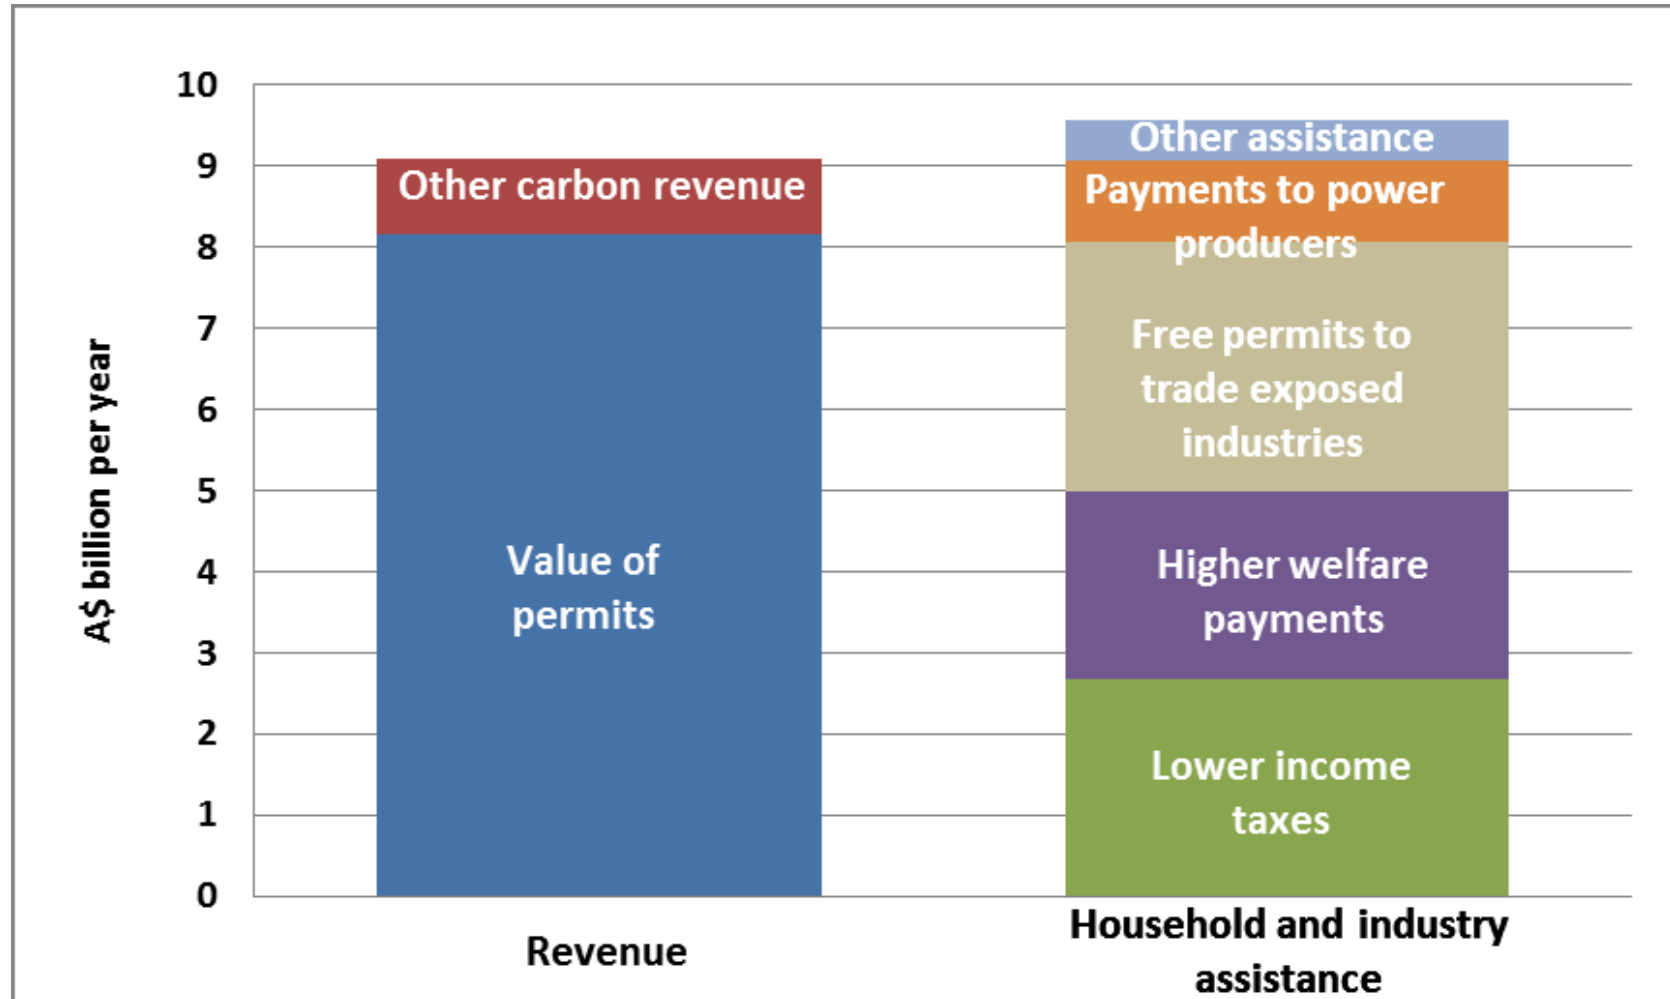 10
9
8
7
6
5
4
3
2
1
0
A$ billion per year
Other carbon revenue
Value of
permits
Revenue
Other assistance
Payments to power
producers
Free permits to
trade exposed
industries
Higher welfare
payments
Lower income
taxes
Household and industry
assistance